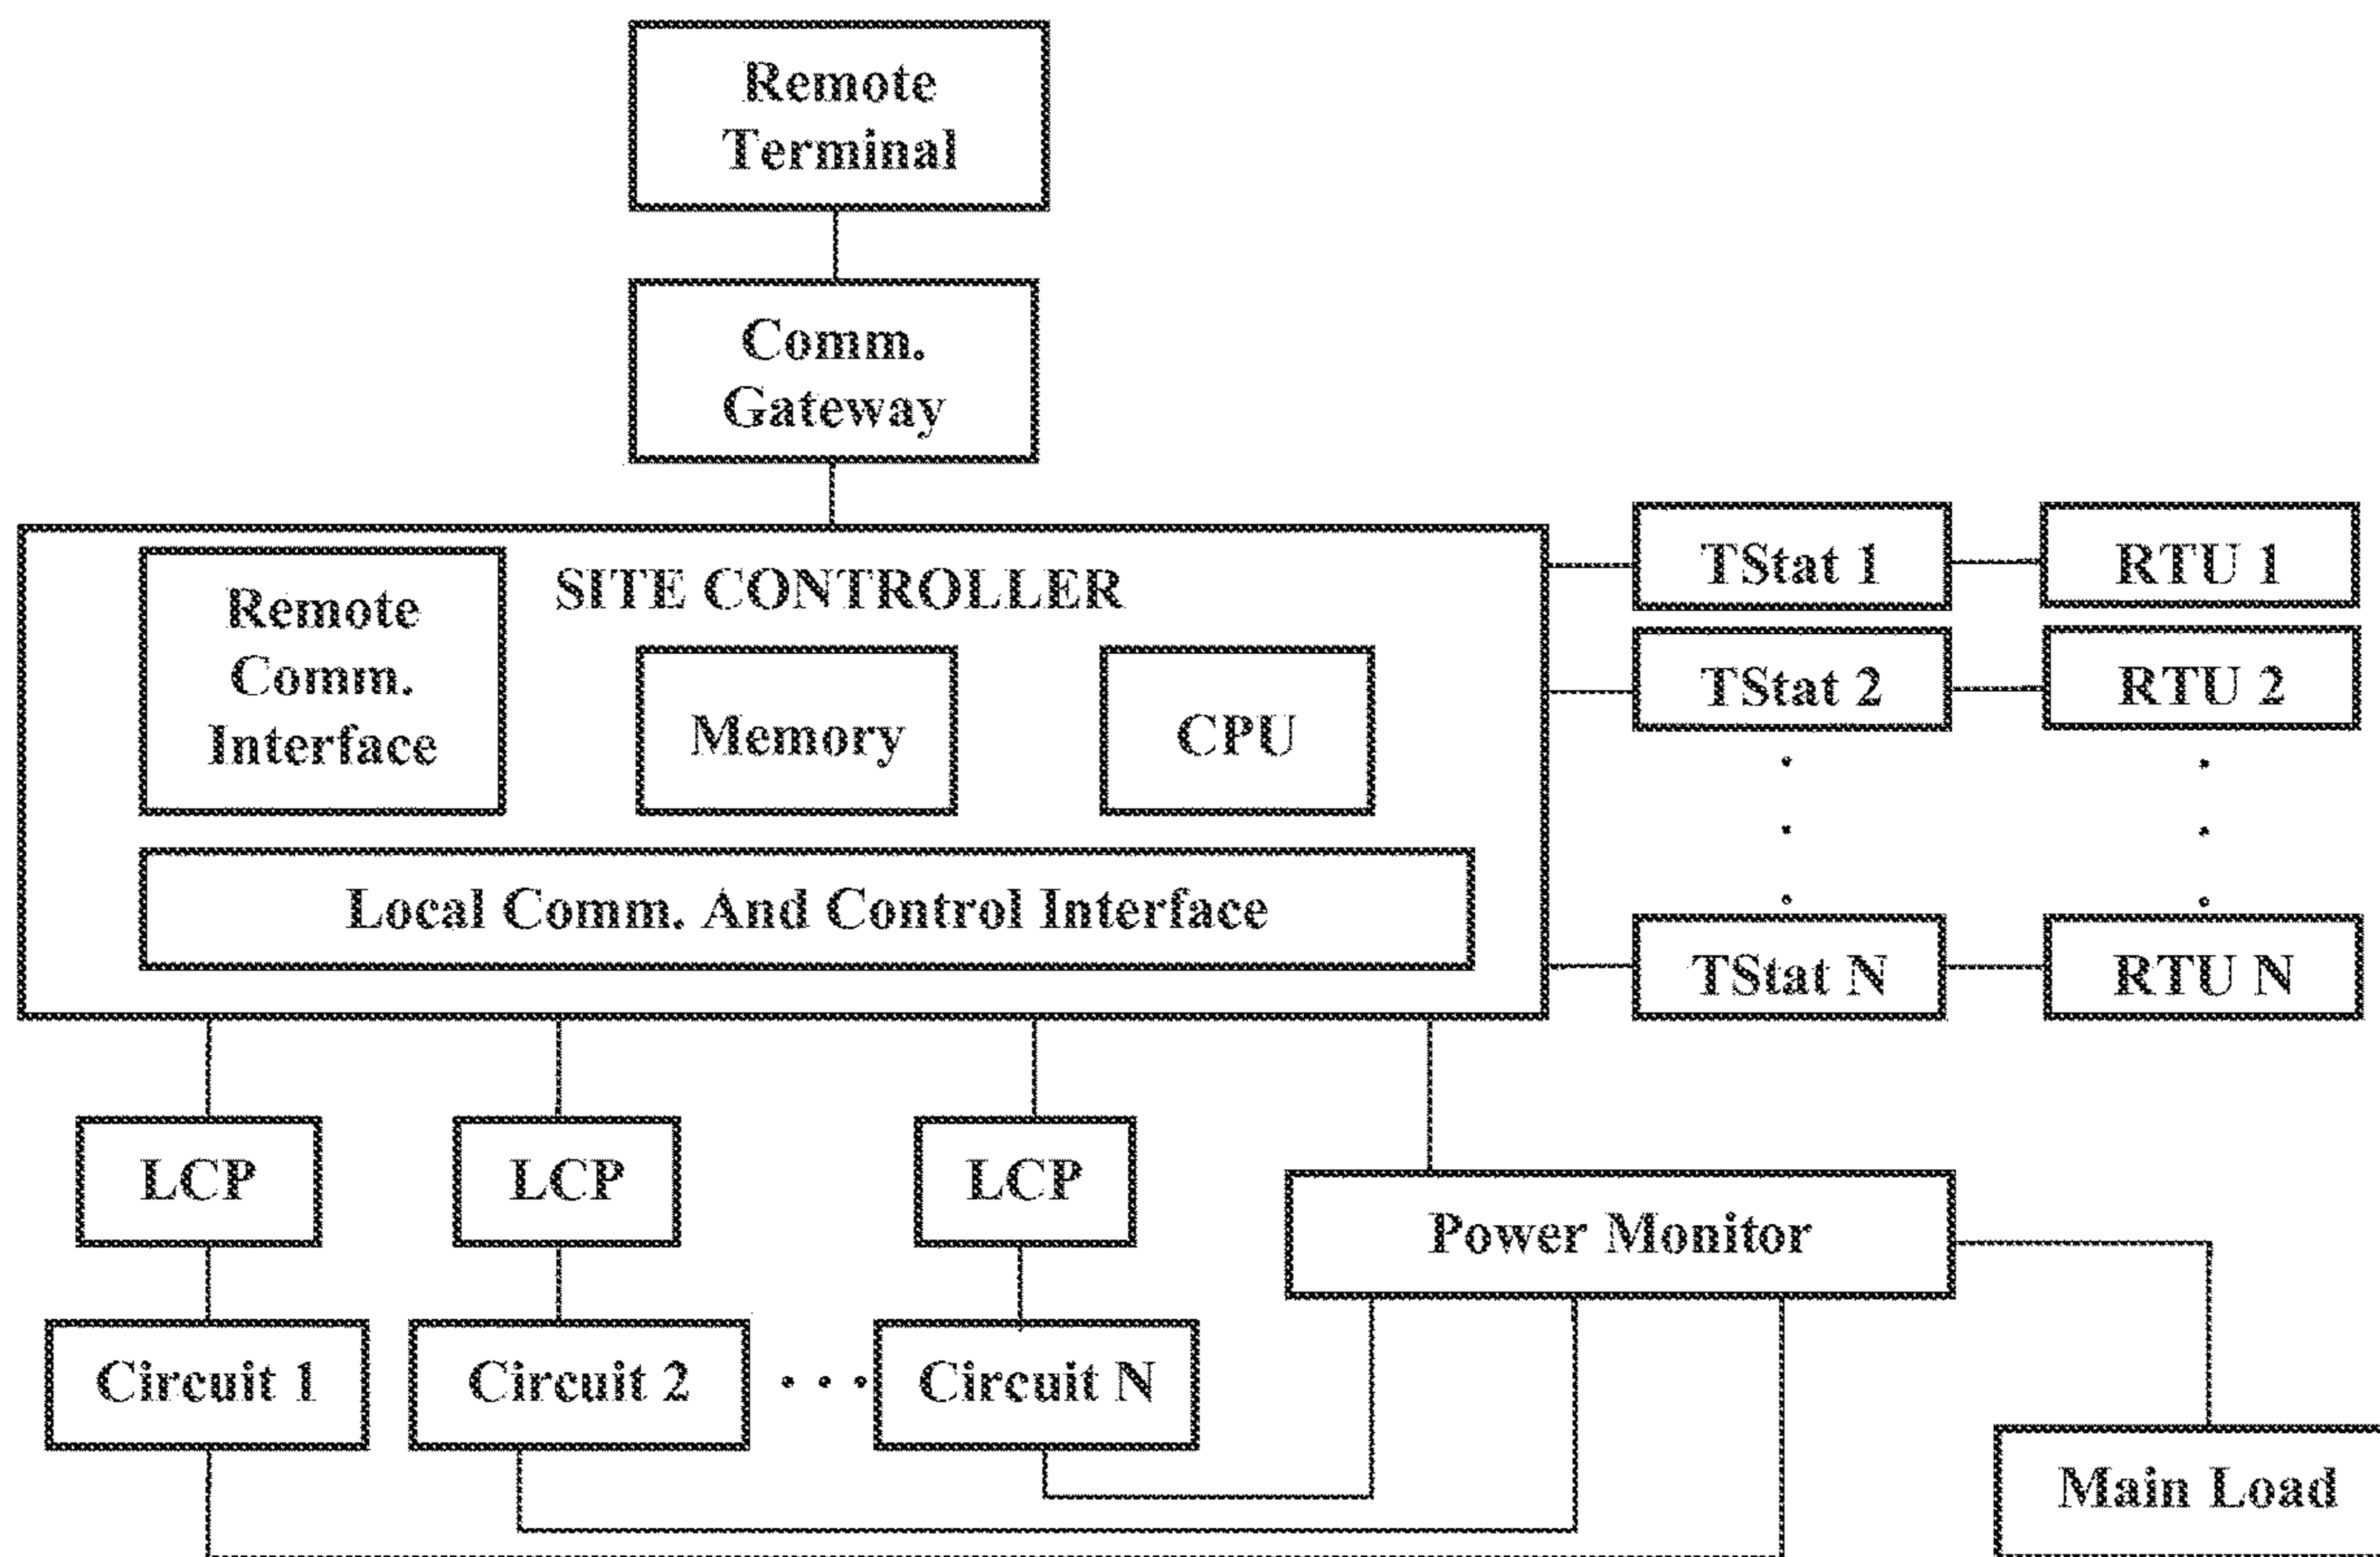 Remote
Terminal
Comm.
Gateway
SITE CONTROLLER
Remote
Comm.
Interface
Memory
CPU
Local Comm. And Control Interface
TStat 1
RTU 1
TStat 2
RTU 2
TStat N
RTU N
LCP
LCP
LCP
Power Monitor
Circuit 1
Circuit 2
Circuit N
Main Load